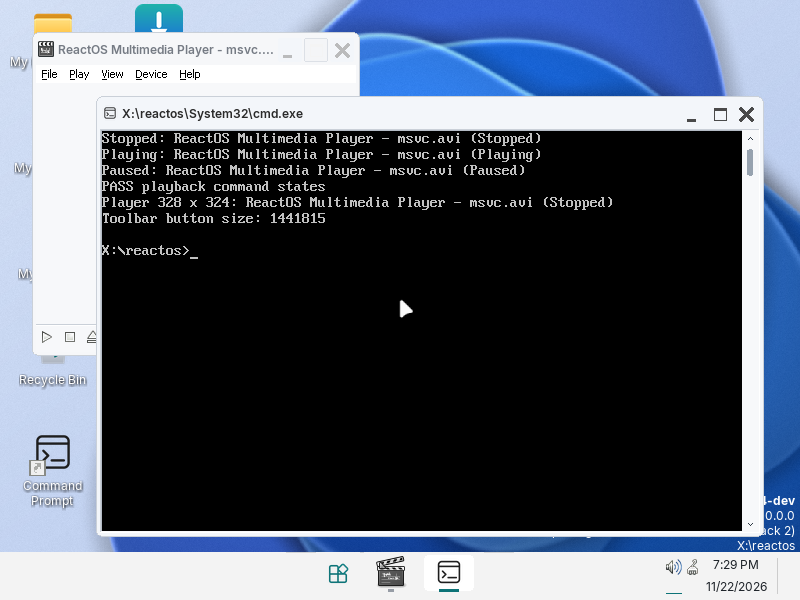 ReactOS Multimedia Player - msvc....
File Play View Device Help
X:\reactos\System32\cmd.exe
Stopped: ReactOS Multimedia Player - msvc.avi (Stopped)
Playing: ReactOS Multimedia Player - msvc.avi (Playing)
Paused: ReactOS Multimedia Player - msvc.avi (Paused)
PASS playback command states
Player 328 x 324: ReactOS Multimedia Player - msvc.avi (Stopped)
Toolbar button size: 1441815
X:\reactos>_
My
My
My
Recycle Bin
Command
Prompt
-dev
0.0.0
ack 2)
X:\reactos
7:29 PM
11/22/2026